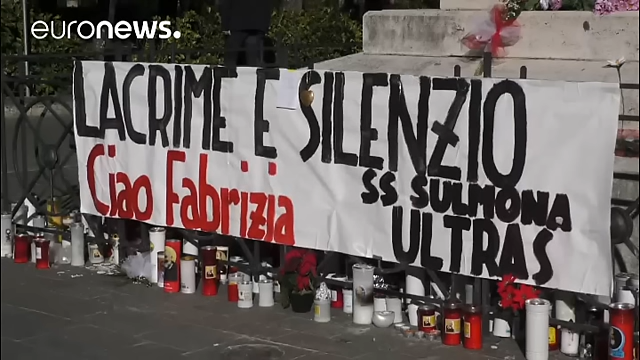 euronews.
LACRIME E SILENZIO
Ciao Fabrizia
SS SULMONA
ULTRAS